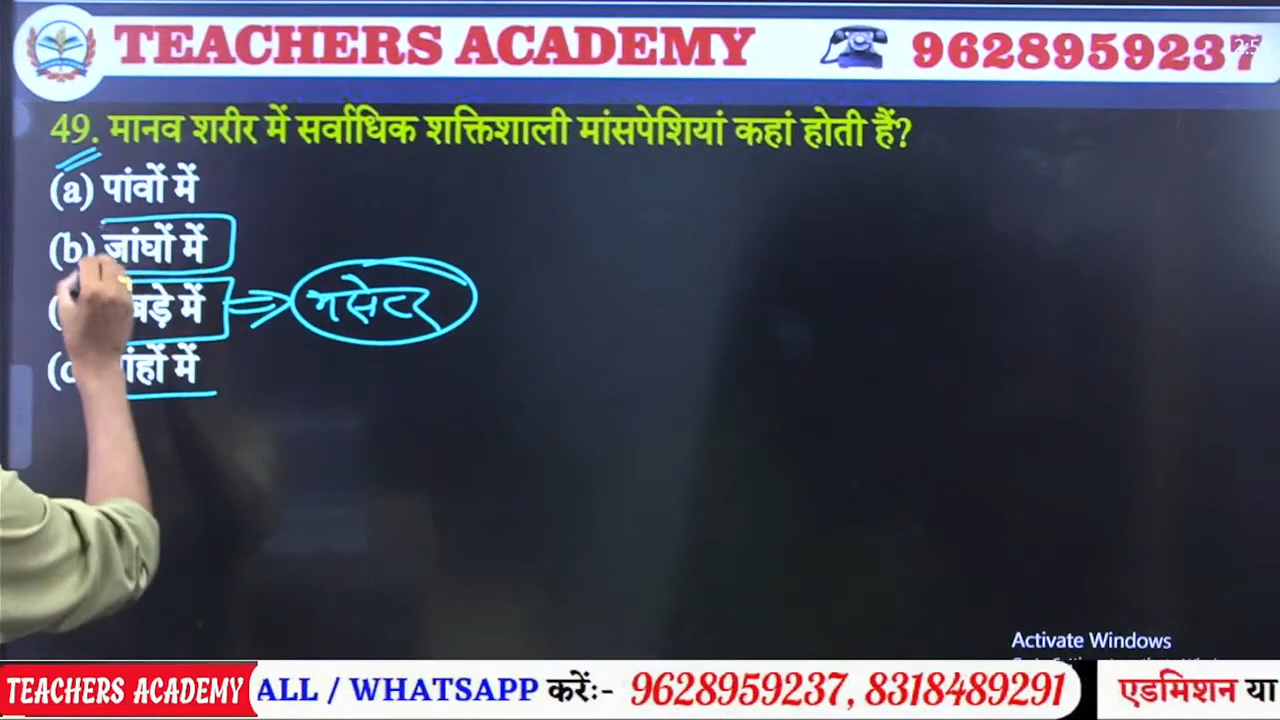 TEACHERS ACADEMY 9628959237
49. मानव शरीर में सर्वाधिक शक्तिशाली मांसपेशियां कहां होती हैं?
(a) पांवों में
(b) जांघों में
में
मसेटर
में
Activate Windows
TEACHERS ACADEMY ALL / WHATSAPP करेंः- 9628959237, 8318489291 एडमिशन या